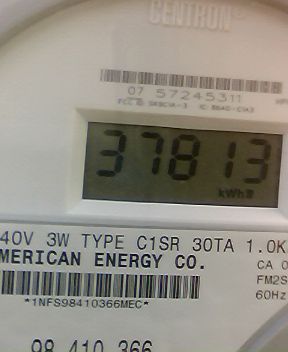 CENTRON®
07 57245311
37813
kWh
40V 3W TYPE C1SR 30TA 1.0K
MERICAN ENERGY CO.
CA 0
FM2S
60Hz
*1NFS98410366MEC*
98 410 366